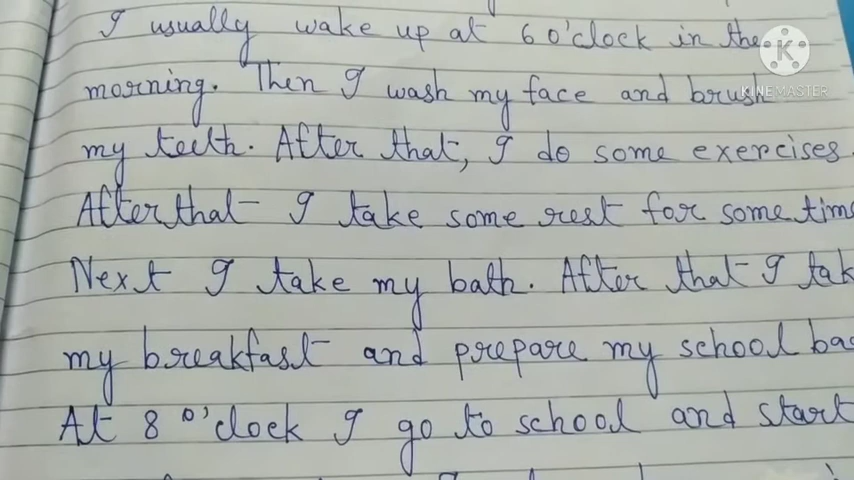 I usually wake up at 6 o'clock in the
KINEMASTER
morning. Then I wash my face and brush
my teeth. After that, I do some exercises.
After that I take some rest for some time
Next I take my bath. After that I tak
my breakfast and prepare my school ba
At 8 o'clock I go to school and start